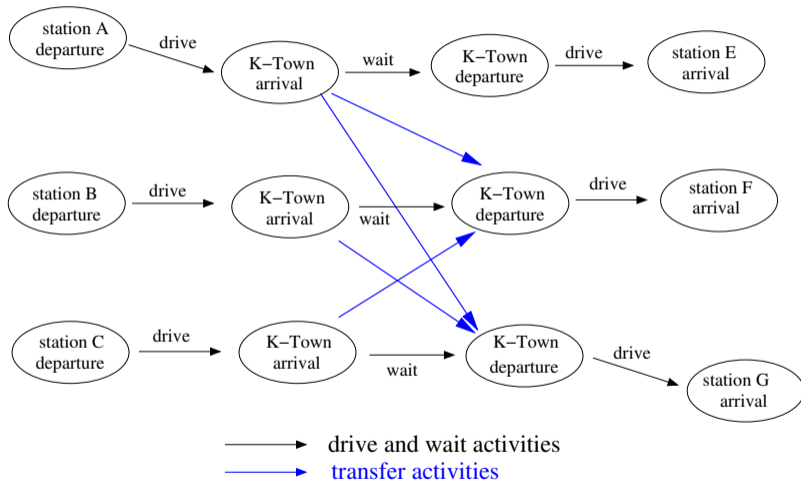 station A
departure
drive
K−Town
arrival
wait
K−Town
departure
drive
station E
arrival
station B
departure
drive
K−Town
arrival
wait
K−Town
departure
drive
station F
arrival
station C
departure
drive
K−Town
arrival
wait
K−Town
departure
drive
station G
arrival
drive and wait activities
transfer activities